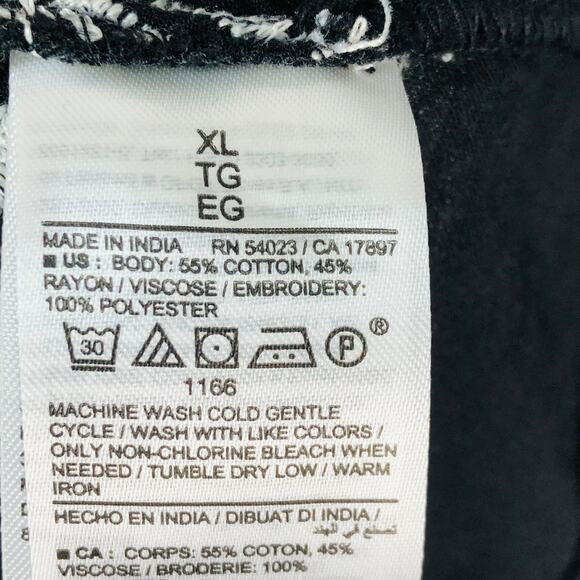 XL
TG
EG
MADE IN INDIA RN 54023 / CA 17897
■ US : BODY: 55% COTTON, 45%
RAYON / VISCOSE / EMBROIDERY:
100% POLYESTER
30 P ®
1166
MACHINE WASH COLD GENTLE
CYCLE / WASH WITH LIKE COLORS /
ONLY NON-CHLORINE BLEACH WHEN
NEEDED / TUMBLE DRY LOW / WARM
IRON
HECHO EN INDIA / DIBUAT DI INDIA /
تصنع في الهند
■ CA : CORPS: 55% COTON, 45%
VISCOSE / BRODERIE: 100%